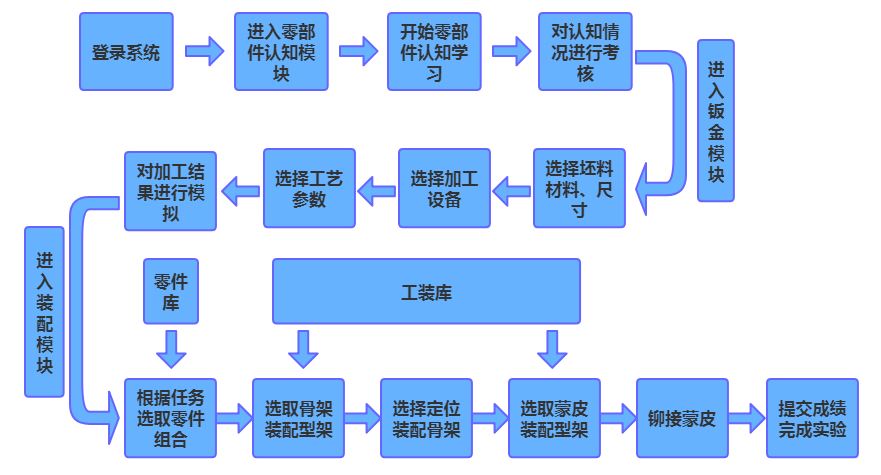 登录系统
进入零部
件认知模
块
开始零部
件认知学
习
对认知情
况进行考
核
进
入
钣
金
模
块
选择坯料
材料、尺
寸
选择加工
设备
选择工艺
参数
对加工结
果进行模
拟
进
入
装
配
模
块
零件
库
工装库
根据任务
选取零件
组合
选取骨架
装配型架
选择定位
装配骨架
选取蒙皮
装配型架
铆接蒙皮
提交成绩
完成实验